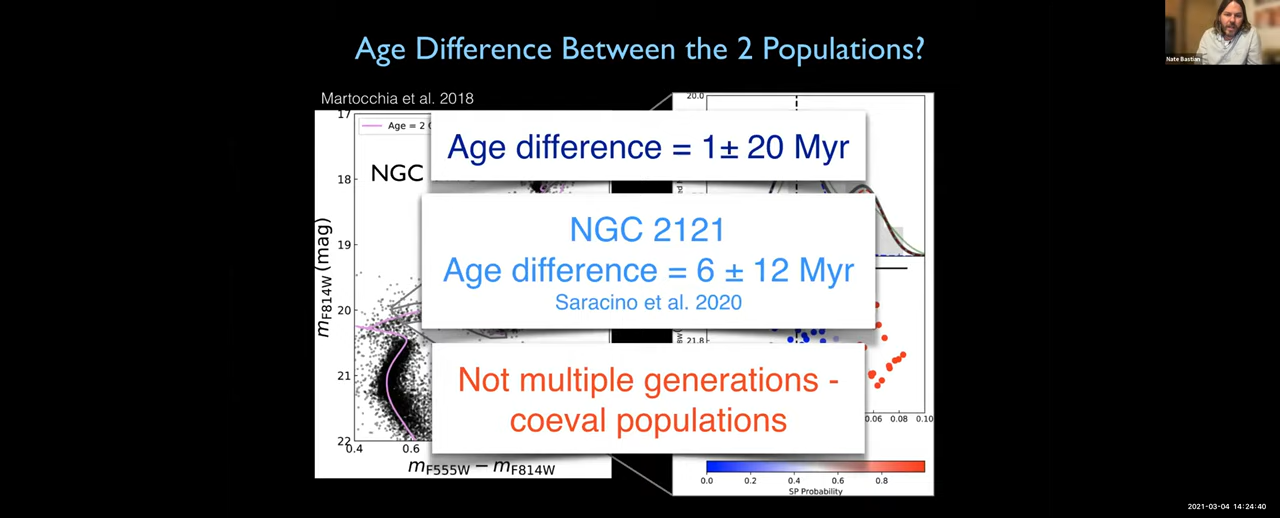 Age Difference Between the 2 Populations?
Nate Bastian
Martocchia et al. 2018
17
Age = 2
NGC
18
19
20
21
22
0.4
0.6
mF814W (mag)
mF555W − mF814W
Age difference = 1± 20 Myr
NGC 2121
Age difference = 6 ± 12 Myr
Saracino et al. 2020
Not multiple generations -
coeval populations
20.0
21.8
0.06 0.08 0.10
0.0 0.2 0.4 0.6 0.8
SP Probability
2021-03-04 14:24:40